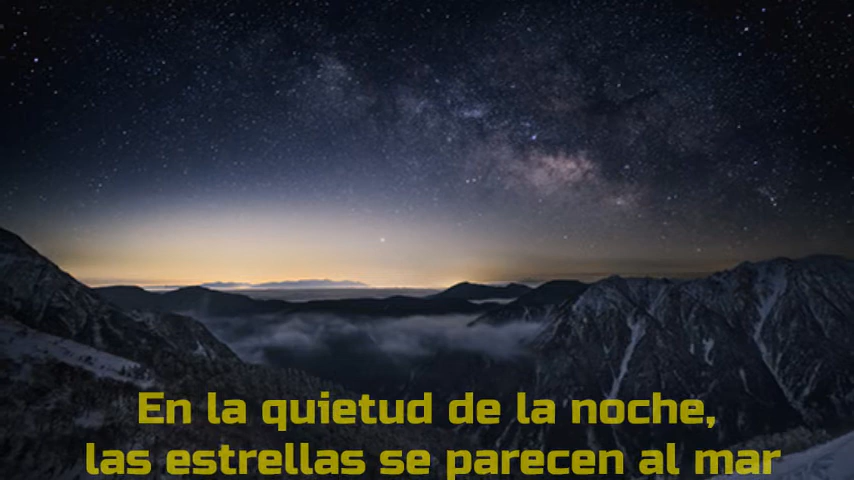 En la quietud de la noche,
las estrellas se parecen al mar